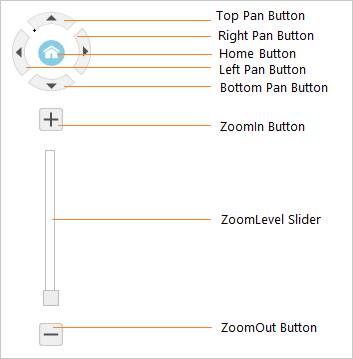 Top Pan Button
Right Pan Button
Home Button
Left Pan Button
Bottom Pan Button
ZoomIn Button
ZoomLevel Slider
ZoomOut Button